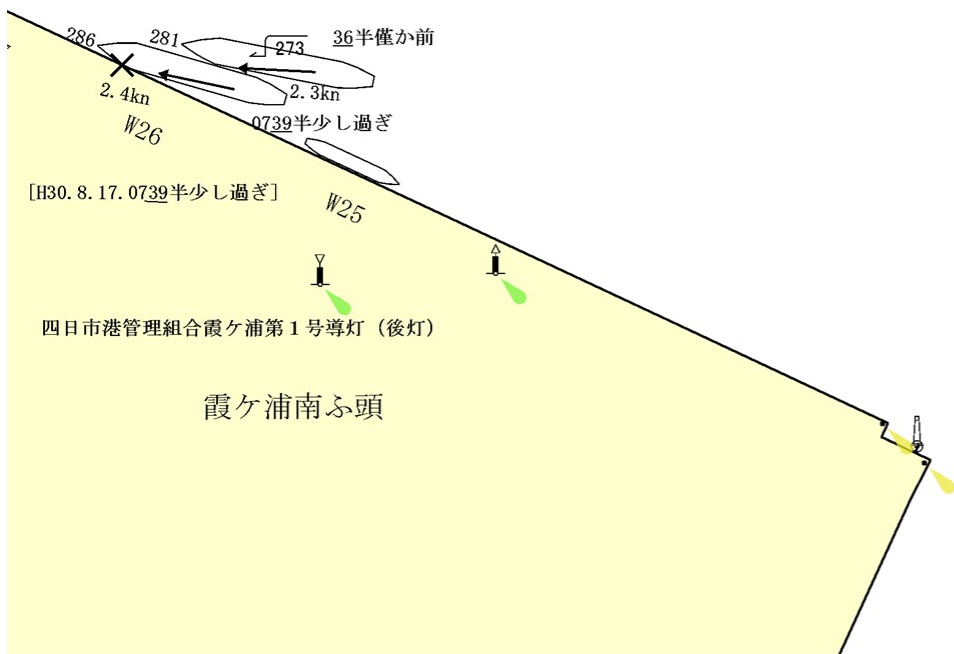 286
281
273
36半僅か前
2.4kn
2.3kn
W26
0739半少し過ぎ
[H30.8.17.0739半少し過ぎ]
W25
四日市港管理組合霞ケ浦第１号導灯（後灯）
霞ケ浦南ふ頭